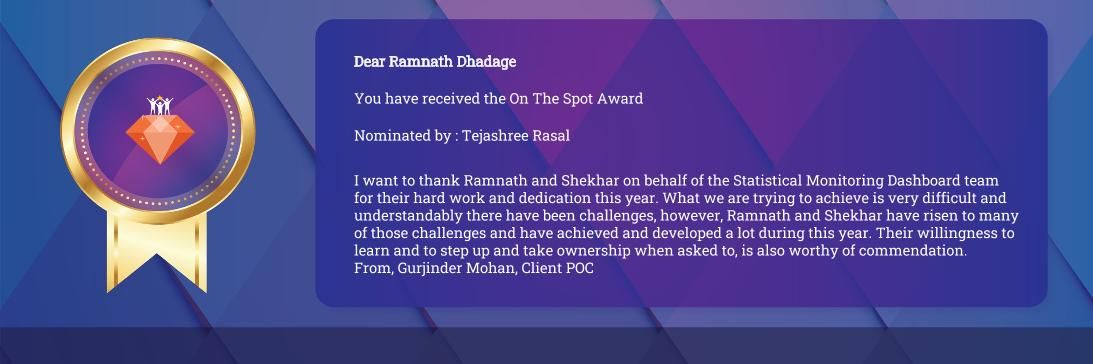 Dear Ramnath Dhadage
You have received the On The Spot Award
Nominated by : Tejashree Rasal
I want to thank Ramnath and Shekhar on behalf of the Statistical Monitoring Dashboard team
for their hard work and dedication this year. What we are trying to achieve is very difficult and
understandably there have been challenges, however, Ramnath and Shekhar have risen to many
of those challenges and have achieved and developed a lot during this year. Their willingness to
learn and to step up and take ownership when asked to, is also worthy of commendation.
From, Gurjinder Mohan, Client POC